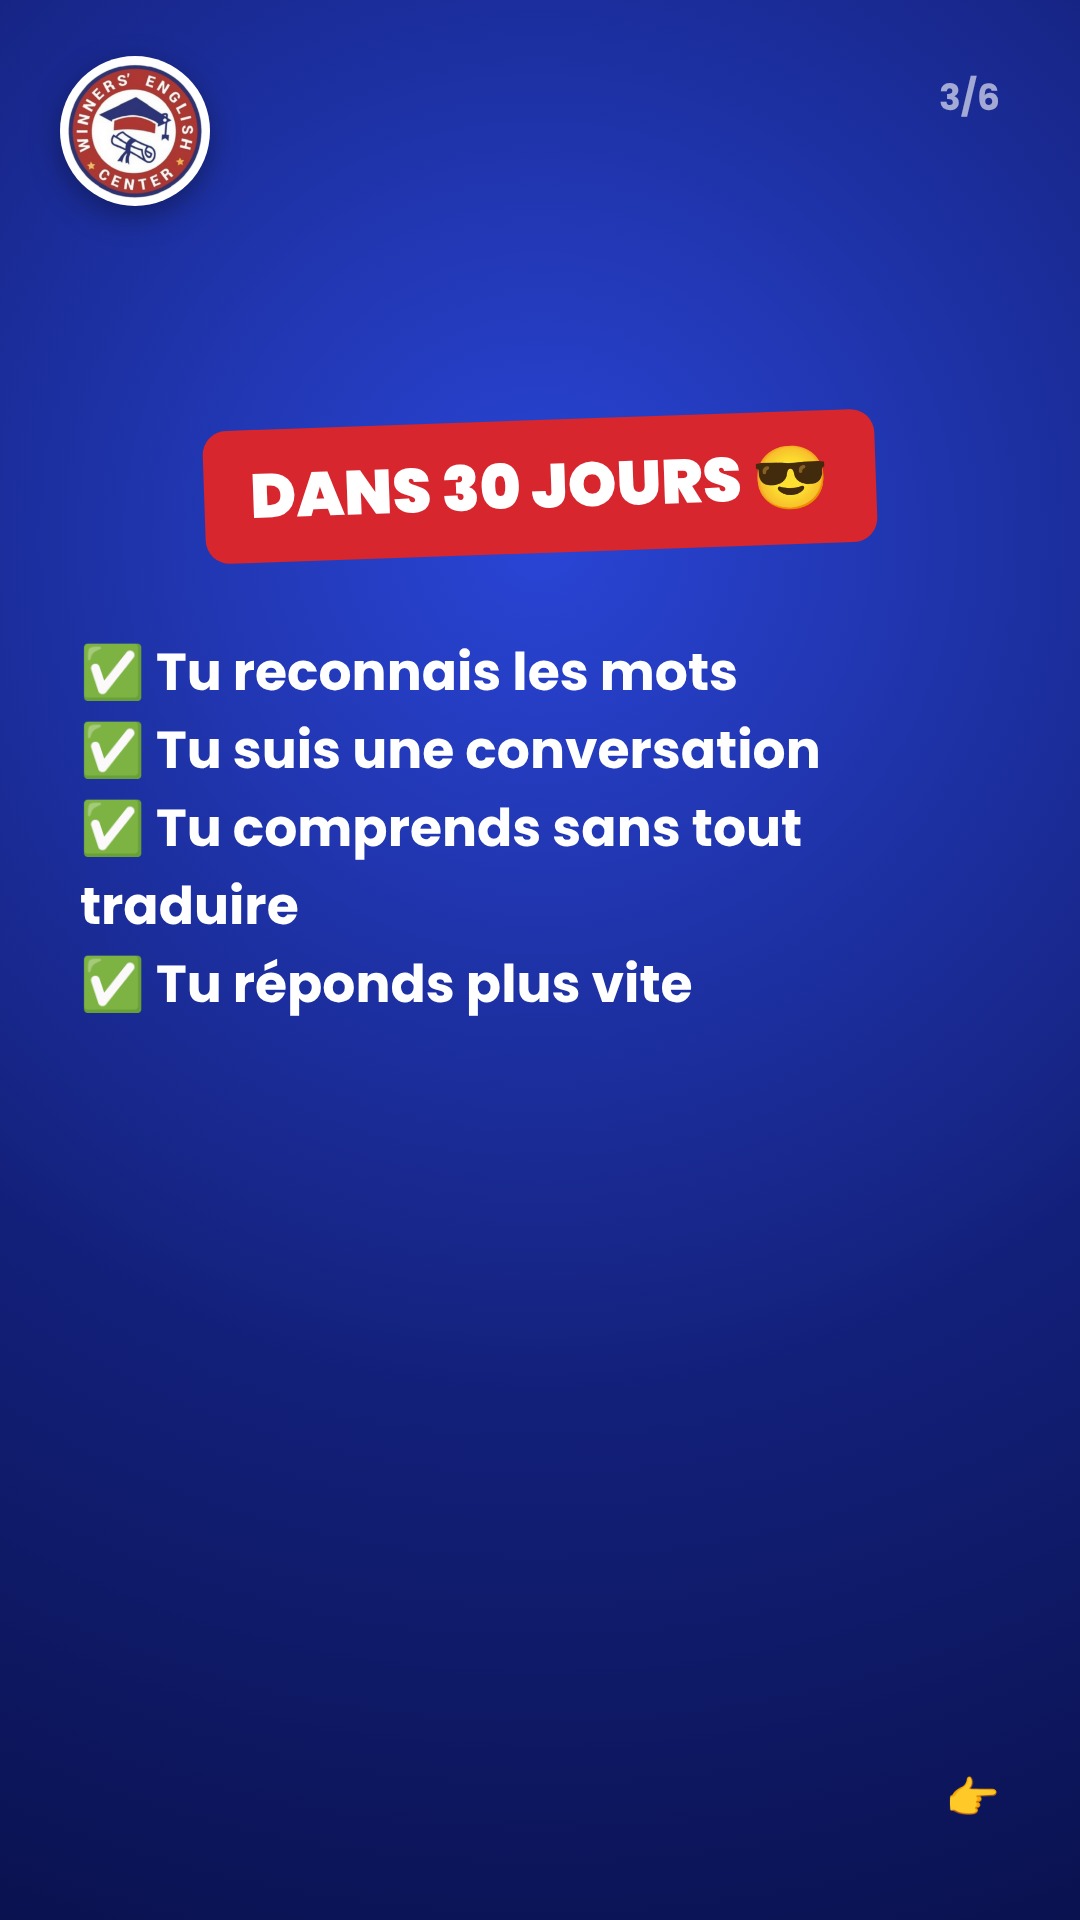 WINNERS' ENGLISH
CENTER
3/6
DANS 30 JOURS 😎
✅ Tu reconnais les mots
✅ Tu suis une conversation
✅ Tu comprends sans tout
traduire
✅ Tu réponds plus vite
👉